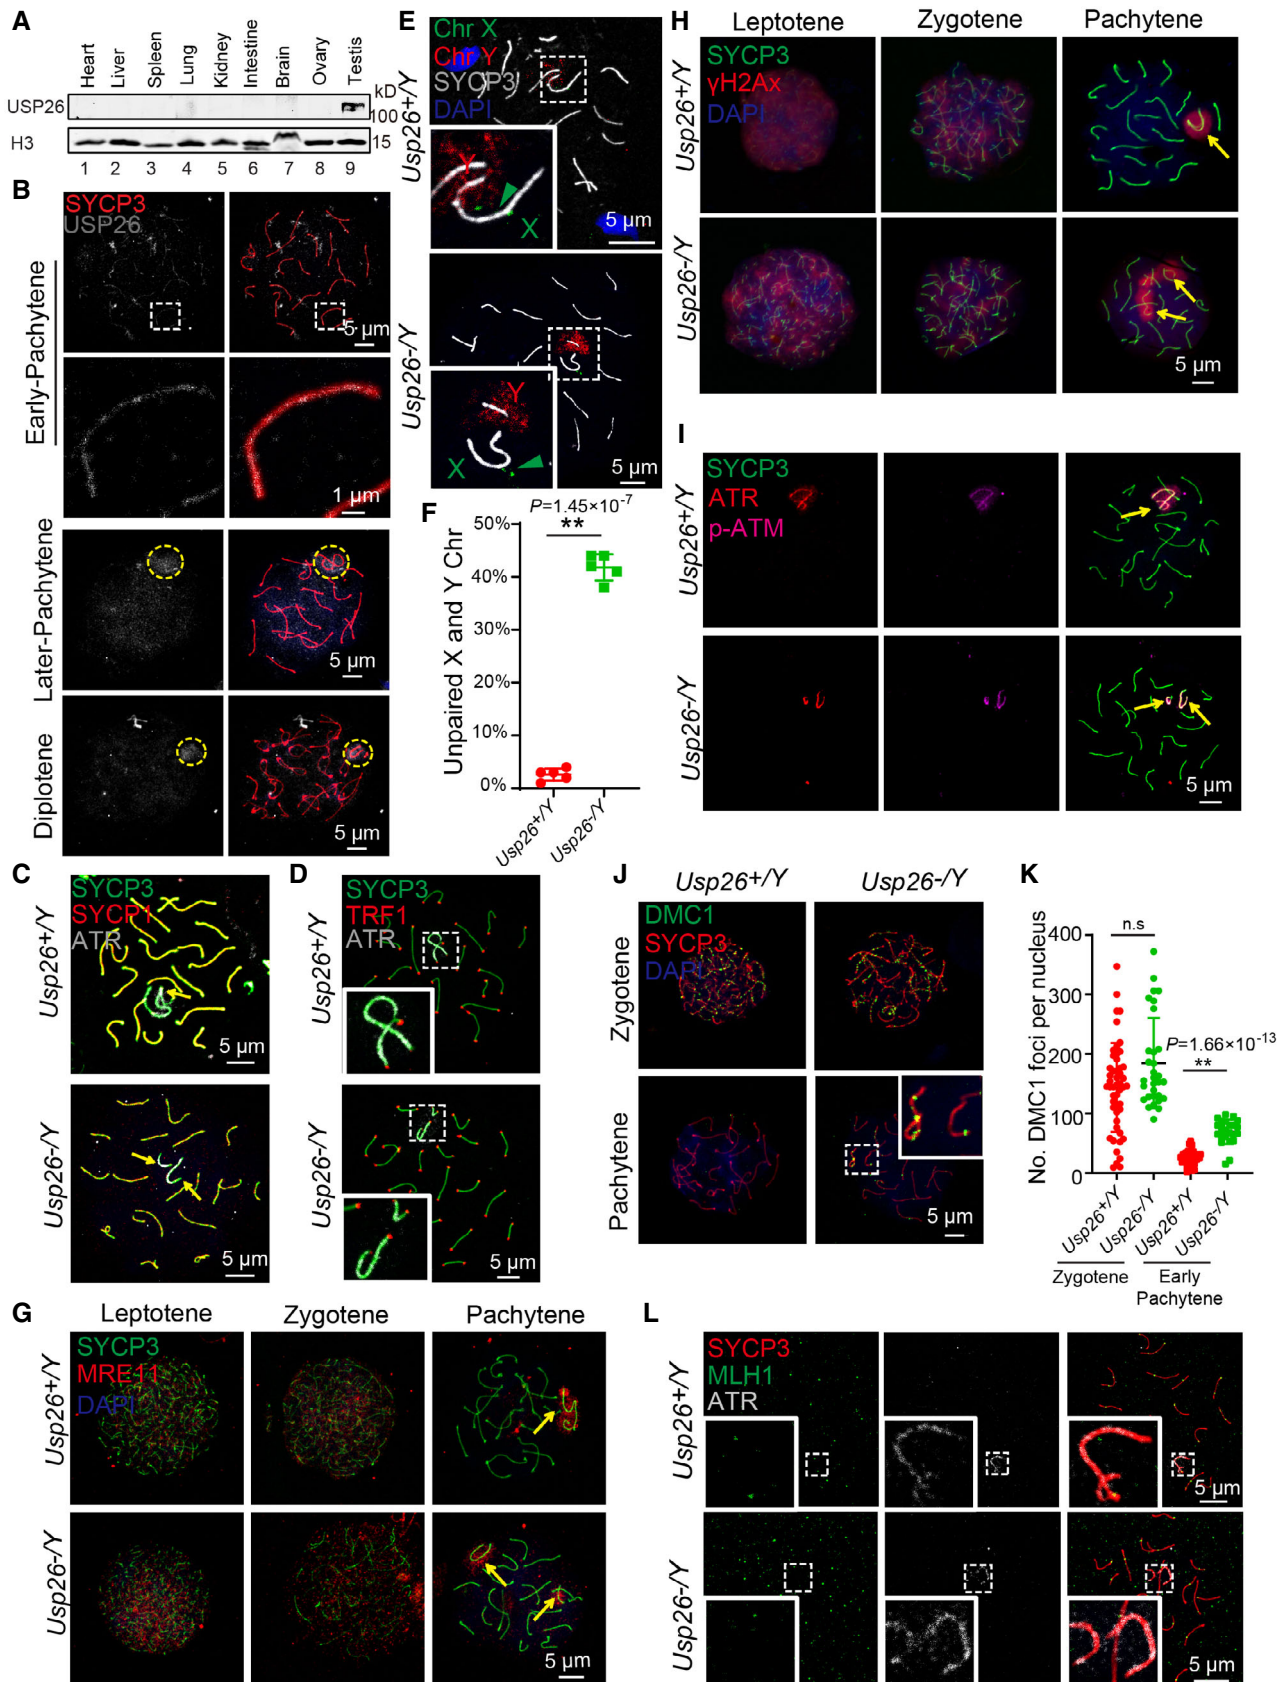 A
Heart
Liver
Spleen
Lung
Kidney
Intestine
Brain
Ovary
Testis
kD
USP26
100
H3
15
1 2 3 4 5 6 7 8 9
B
SYCP3
USP26
Early-Pachytene
5 µm
1 µm
Later-Pachytene
5 µm
Diplotene
5 µm
C
SYCP3
SYCP1
ATR
Usp26+/Y
5 µm
Usp26-/Y
5 µm
D
SYCP3
TRF1
ATR
Usp26+/Y
Usp26-/Y
5 µm
E
Chr X
Chr Y
SYCP3
DAPI
Usp26+/Y
Y
X
5 µm
Usp26-/Y
Y
X
5 µm
F
P=1.45×10-7
**
Unpaired X and Y Chr
50%
40%
30%
20%
10%
0%
Usp26+/Y
Usp26-/Y
G
Leptotene Zygotene Pachytene
SYCP3
MRE11
DAPI
Usp26+/Y
Usp26-/Y
5 µm
H
Leptotene Zygotene Pachytene
SYCP3
γH2Ax
DAPI
Usp26+/Y
Usp26-/Y
5 µm
I
SYCP3
ATR
p-ATM
Usp26+/Y
Usp26-/Y
5 µm
J
Usp26+/Y Usp26-/Y
DMC1
SYCP3
DAPI
Zygotene
Pachytene
5 µm
K
n.s
P=1.66×10-13
**
No. DMC1 foci per nucleus
400
300
200
100
0
Usp26+/Y
Usp26-/Y
Usp26+/Y
Usp26-/Y
Zygotene
Early
Pachytene
L
SYCP3
MLH1
ATR
Usp26+/Y
5 µm
Usp26-/Y
5 µm